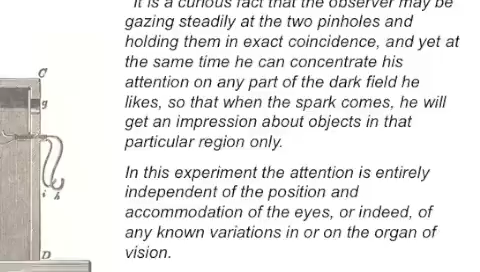 "It is a curious fact that the observer may be
gazing steadily at the two pinholes and
holding them in exact coincidence, and yet at
the same time he can concentrate his
attention on any part of the dark field he
likes, so that when the spark comes, he will
get an impression about objects in that
particular region only.
In this experiment the attention is entirely
independent of the position and
accommodation of the eyes, or indeed, of
any known variations in or on the organ of
vision.
C
g
i h
D